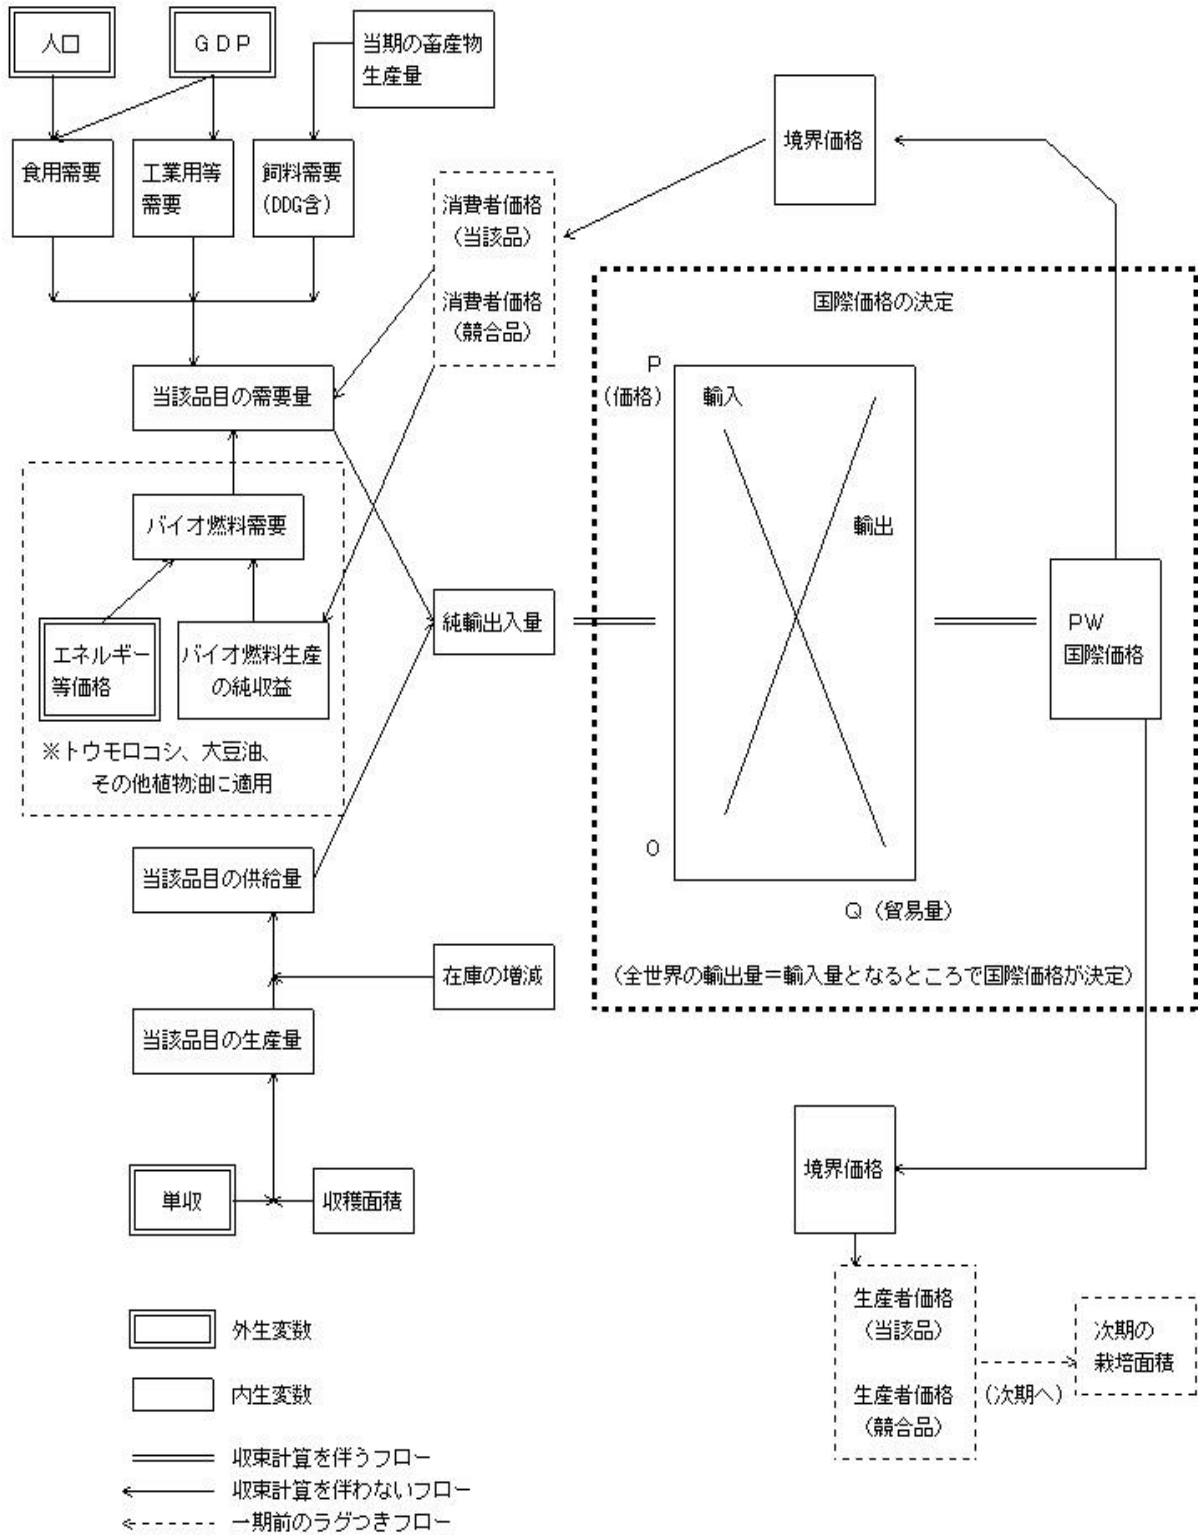 人口
ＧＤＰ
当期の畜産物
生産量
境界価格
食用需要
工業用等
需要
飼料需要
(DDG含)
消費者価格
(当該品)
消費者価格
(競合品)
国際価格の決定
Ｐ
(価格)
輸入
輸出
０
Ｑ（貿易量）
当該品目の需要量
バイオ燃料需要
エネルギー
等価格
バイオ燃料生産
の純収益
※トウモロコシ、大豆油、
その他植物油に適用
純輸出入量
ＰＷ
国際価格
(全世界の輸出量＝輸入量となるところで国際価格が決定)
当該品目の供給量
在庫の増減
当該品目の生産量
単収
収穫面積
境界価格
生産者価格
(当該品)
生産者価格
(競合品)
(次期へ)
次期の
栽培面積
外生変数
内生変数
収束計算を伴うフロー
収束計算を伴わないフロー
一期前のラグつきフロー